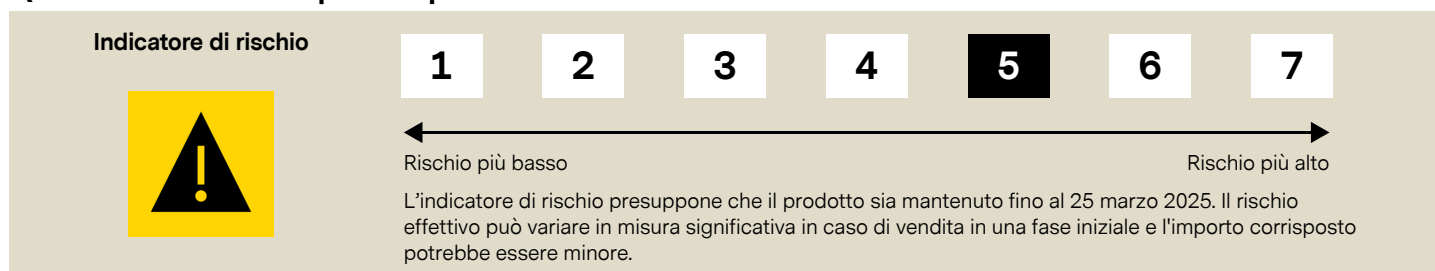 Indicatore di rischio
1 2 3 4 5 6 7
Rischio più basso Rischio più alto
L'indicatore di rischio presuppone che il prodotto sia mantenuto fino al 25 marzo 2025. Il rischio
effettivo può variare in misura significativa in caso di vendita in una fase iniziale e l'importo corrisposto
potrebbe essere minore.